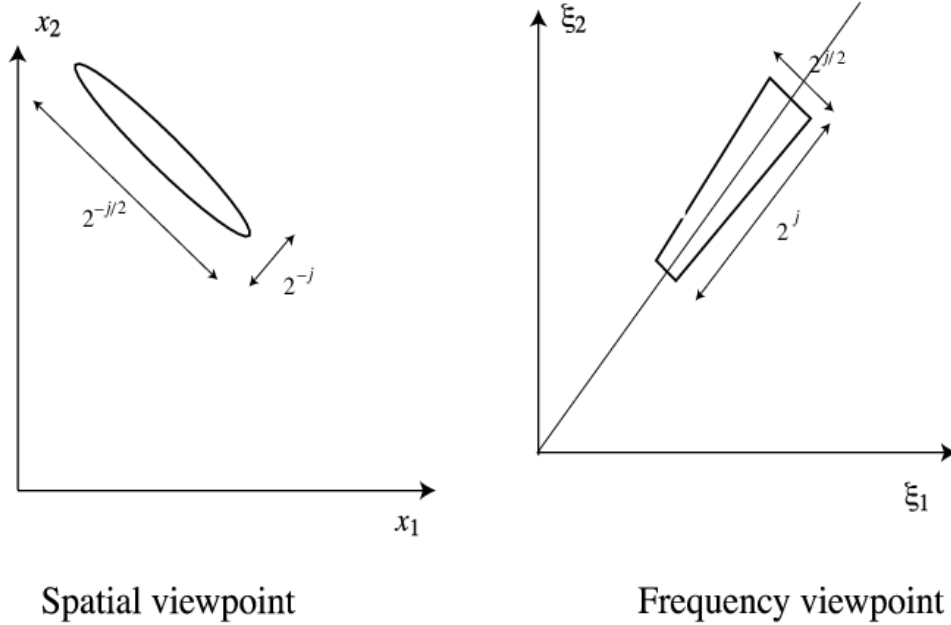 x₂
2^{-j/2}
2^{-j}
x₁
Spatial viewpoint
ξ₂
2^{j/2}
2^{j}
ξ₁
Frequency viewpoint